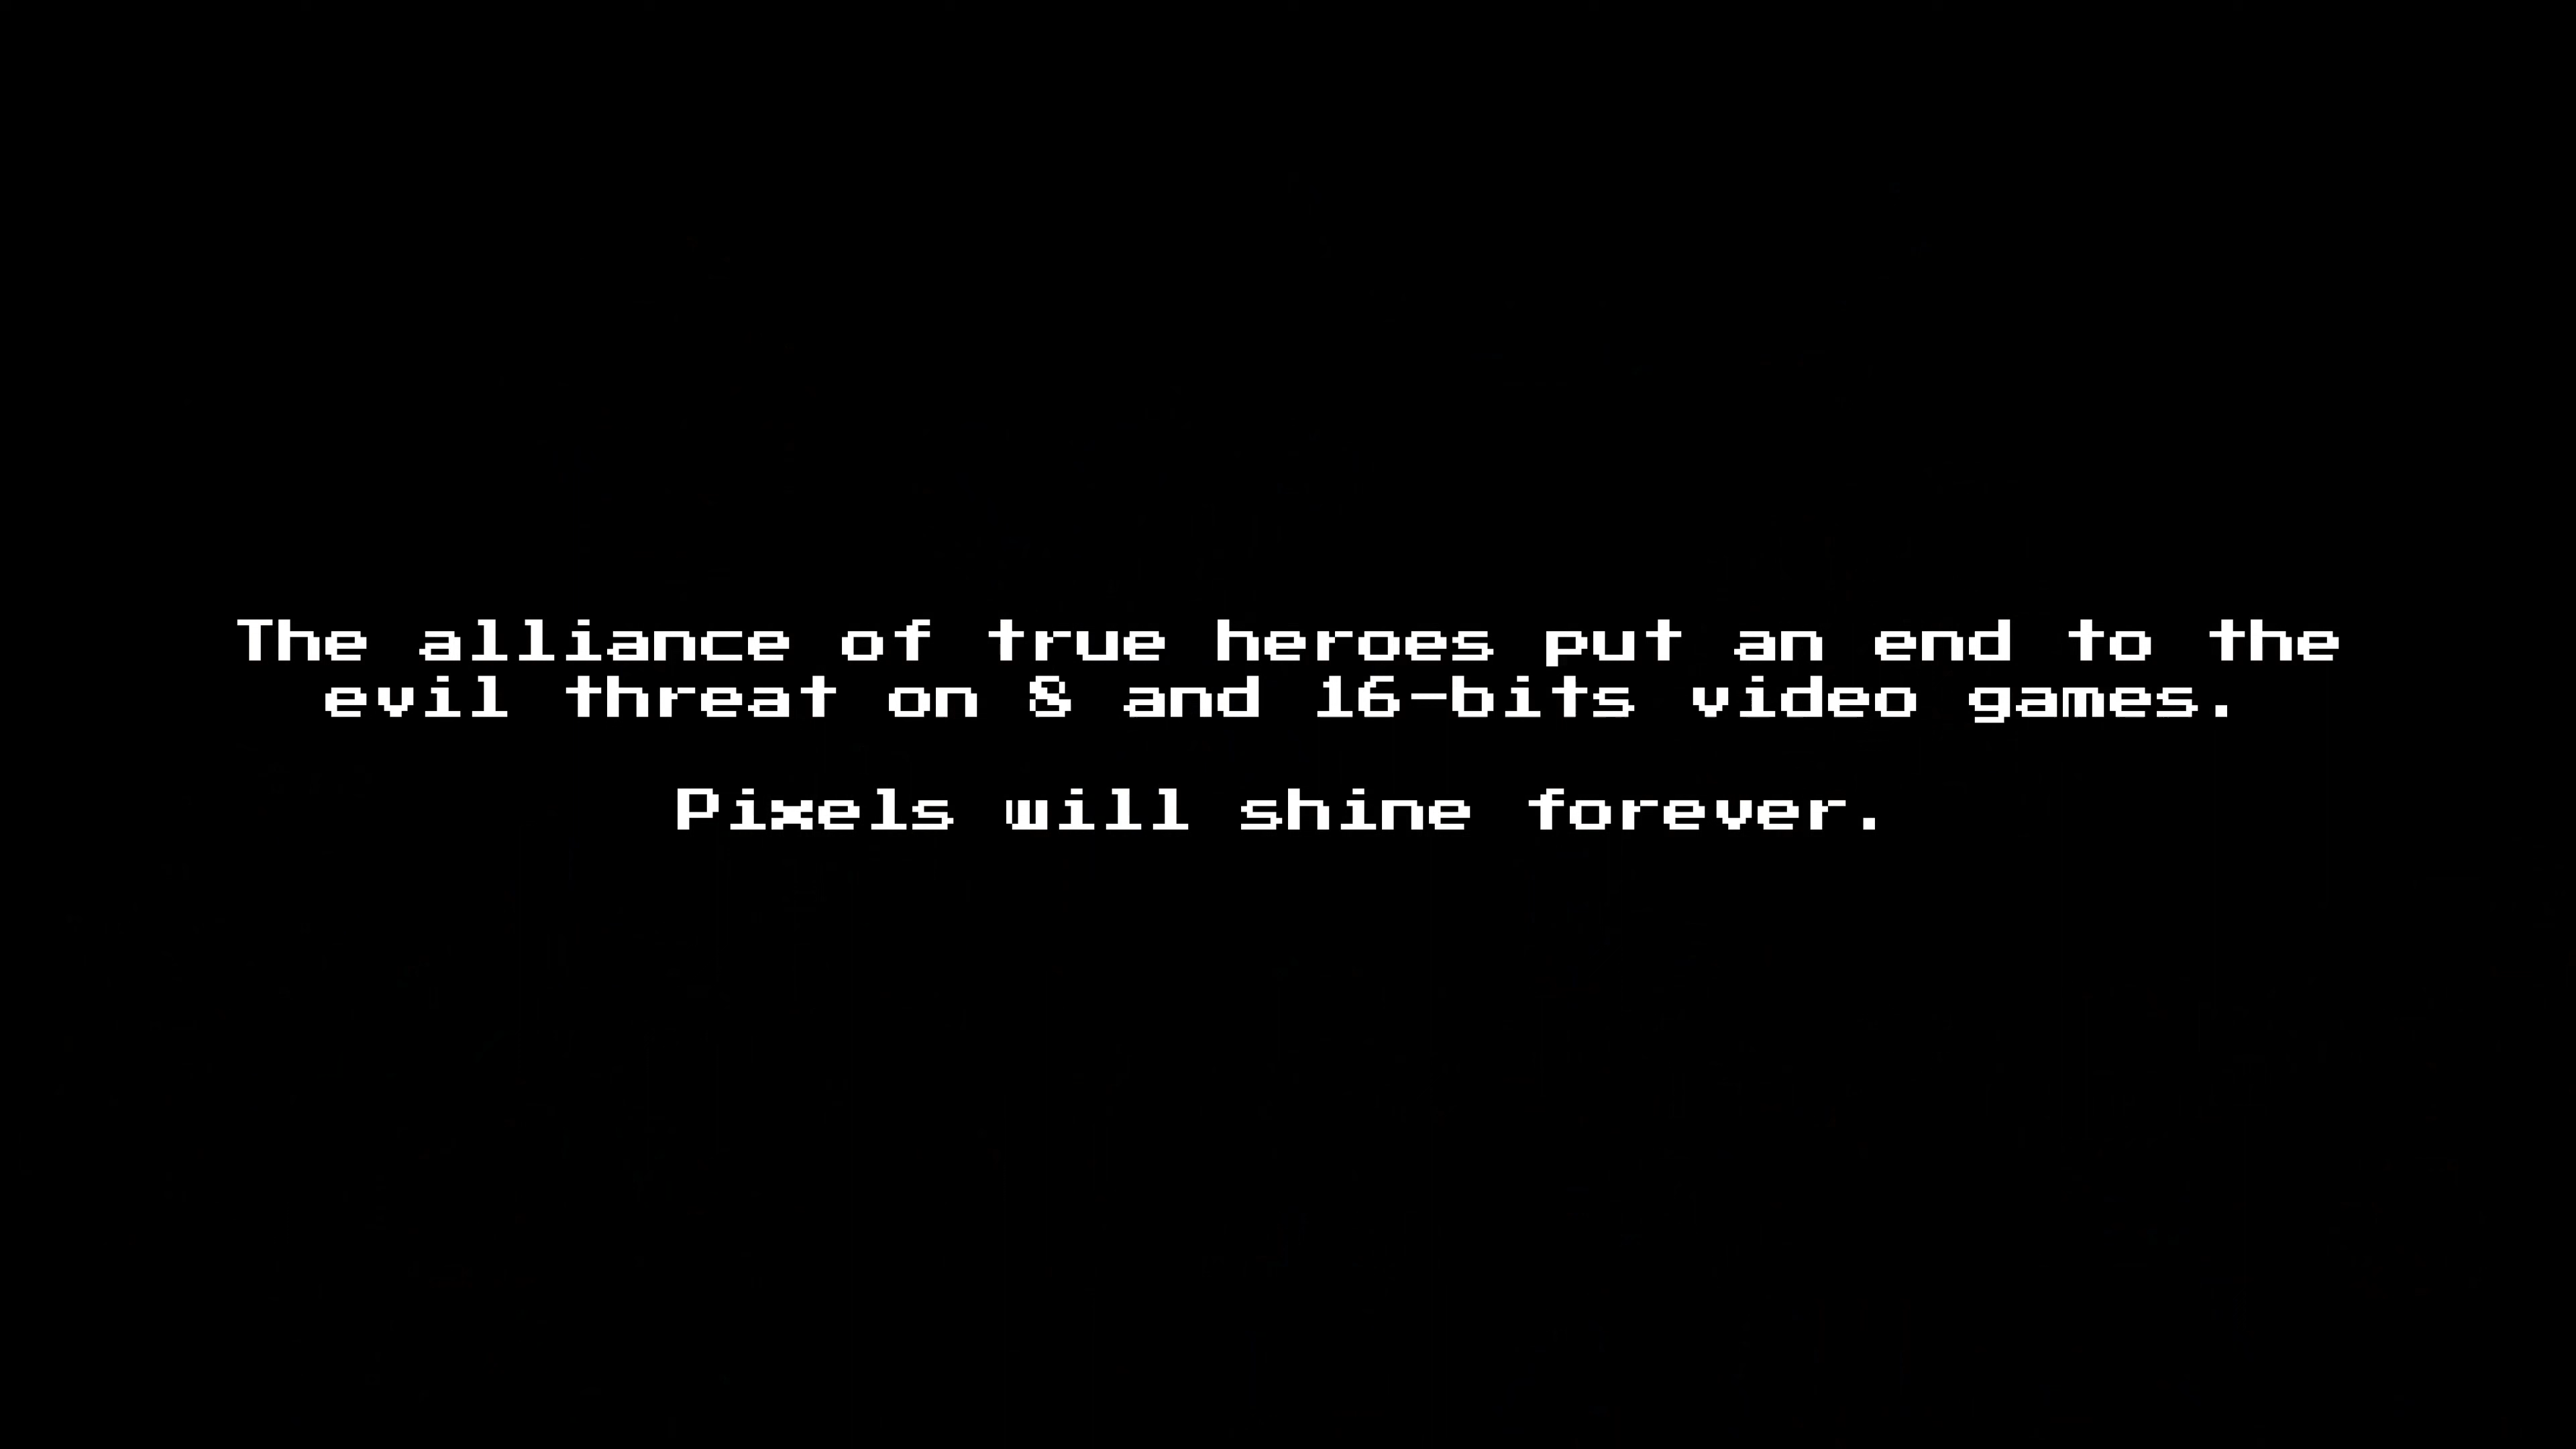 The alliance of true heroes put an end to the
evil threat on 8 and 16-bits video games.
Pixels will shine forever.